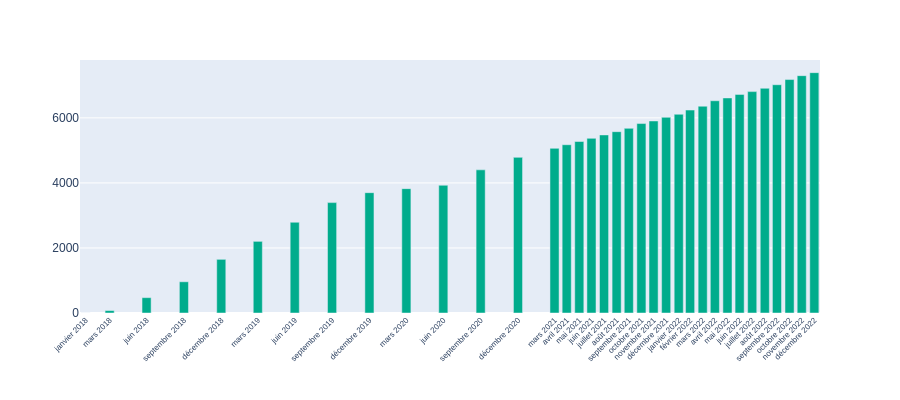 6000
4000
2000
0
janvier 2018
mars 2018
juin 2018
septembre 2018
décembre 2018
mars 2019
juin 2019
septembre 2019
décembre 2019
mars 2020
juin 2020
septembre 2020
décembre 2020
mars 2021
avril 2021
mai 2021
juin 2021
juillet 2021
août 2021
septembre 2021
octobre 2021
novembre 2021
décembre 2021
janvier 2022
février 2022
mars 2022
avril 2022
mai 2022
juin 2022
juillet 2022
août 2022
septembre 2022
octobre 2022
novembre 2022
décembre 2022